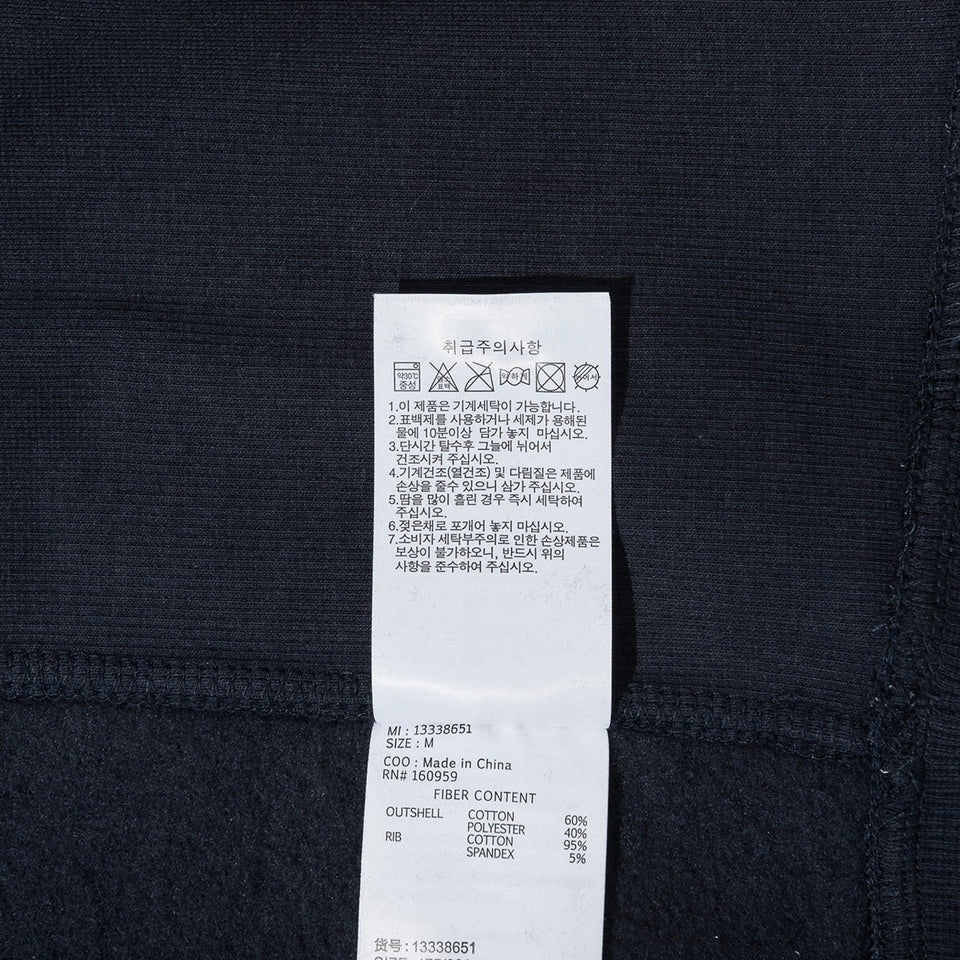 취급주의사항
약30℃
중성
염소
표백
약하게
뉘어서
1.이 제품은 기계세탁이 가능합니다.
2.표백제를 사용하거나 세제가 용해된
물에 10분이상 담가 놓지 마십시오.
3.단시간 탈수후 그늘에 뉘어서
건조시켜 주십시오.
4.기계건조(열건조) 및 다림질은 제품에
손상을 줄수 있으니 삼가 주십시오.
5.땀을 많이 흘린 경우 즉시 세탁하여
주십시오.
6.젖은채로 포개어 놓지 마십시오.
7.소비자 세탁부주의로 인한 손상제품은
보상이 불가하오니, 반드시 위의
사항을 준수하여 주십시오.
MI : 13338651
SIZE : M
COO : Made in China
RN# 160959
FIBER CONTENT
OUTSHELL COTTON 60%
POLYESTER 40%
RIB COTTON 95%
SPANDEX 5%
货号 : 13338651